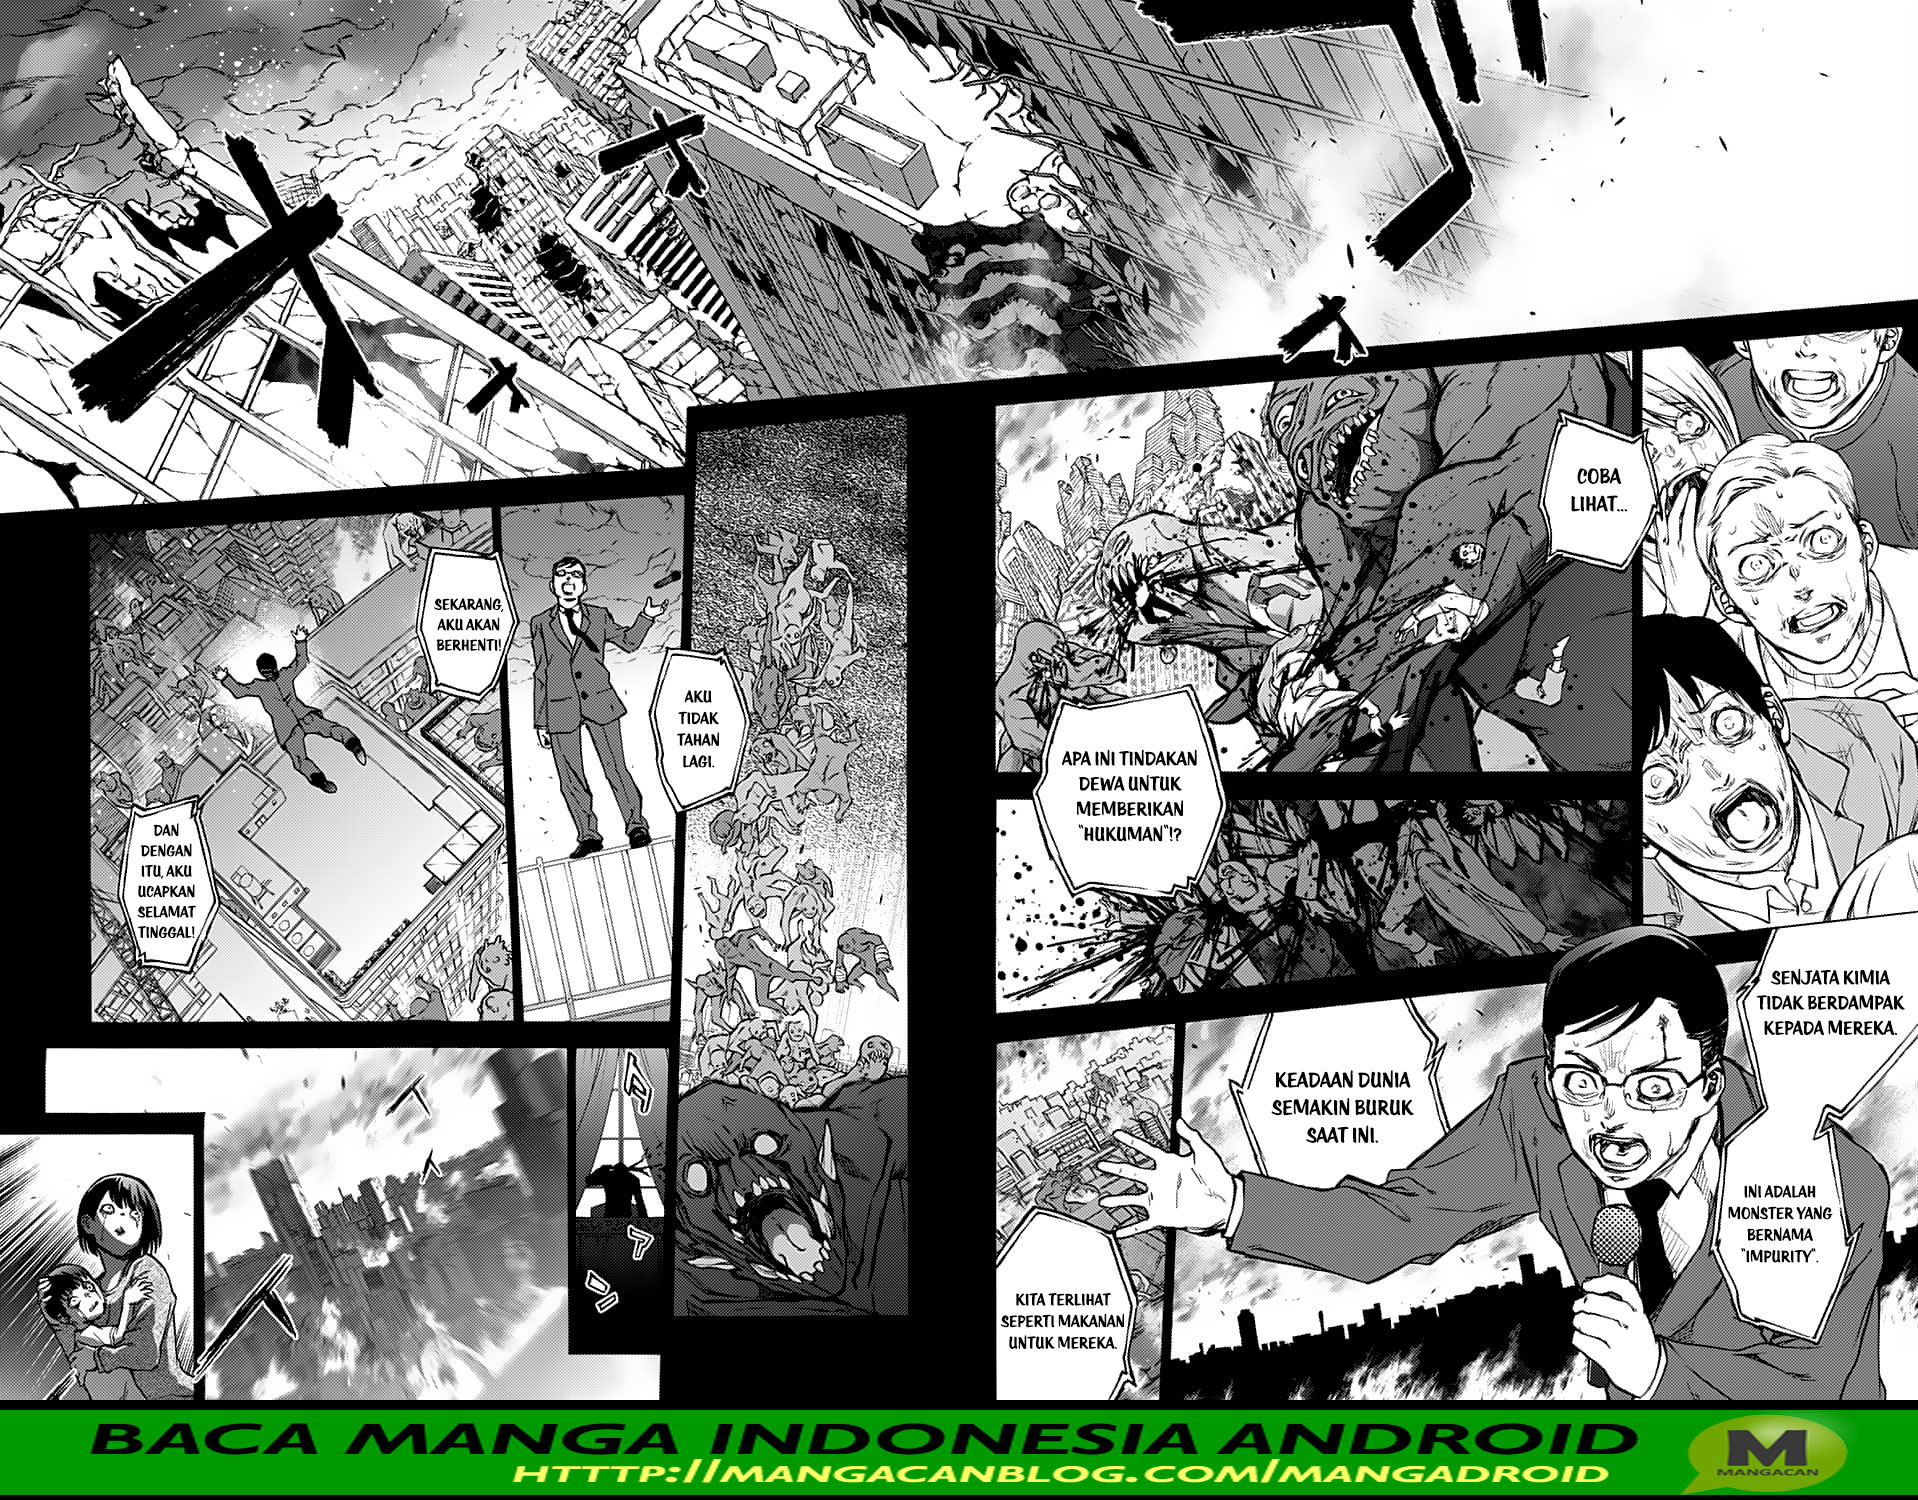 COBA
LIHAT...
APA INI TINDAKAN
DEWA UNTUK
MEMBERIKAN
"HUKUMAN"!?
SENJATA KIMIA
TIDAK BERDAMPAK
KEPADA MEREKA.
INI ADALAH
MONSTER YANG
BERNAMA
"IMPURITY".
KEADAAN DUNIA
SEMAKIN BURUK
SAAT INI.
KITA TERLIHAT
SEPERTI MAKANAN
UNTUK MEREKA.
AKU
TIDAK
TAHAN
LAGI.
SEKARANG,
AKU AKAN
BERHENTI!
DAN
DENGAN
ITU, AKU
UCAPKAN
SELAMAT
TINGGAL!
BACA MANGA INDONESIA ANDROID
HTTTP://MANGACANBLOG.COM/MANGADROID
M
MANGACAN